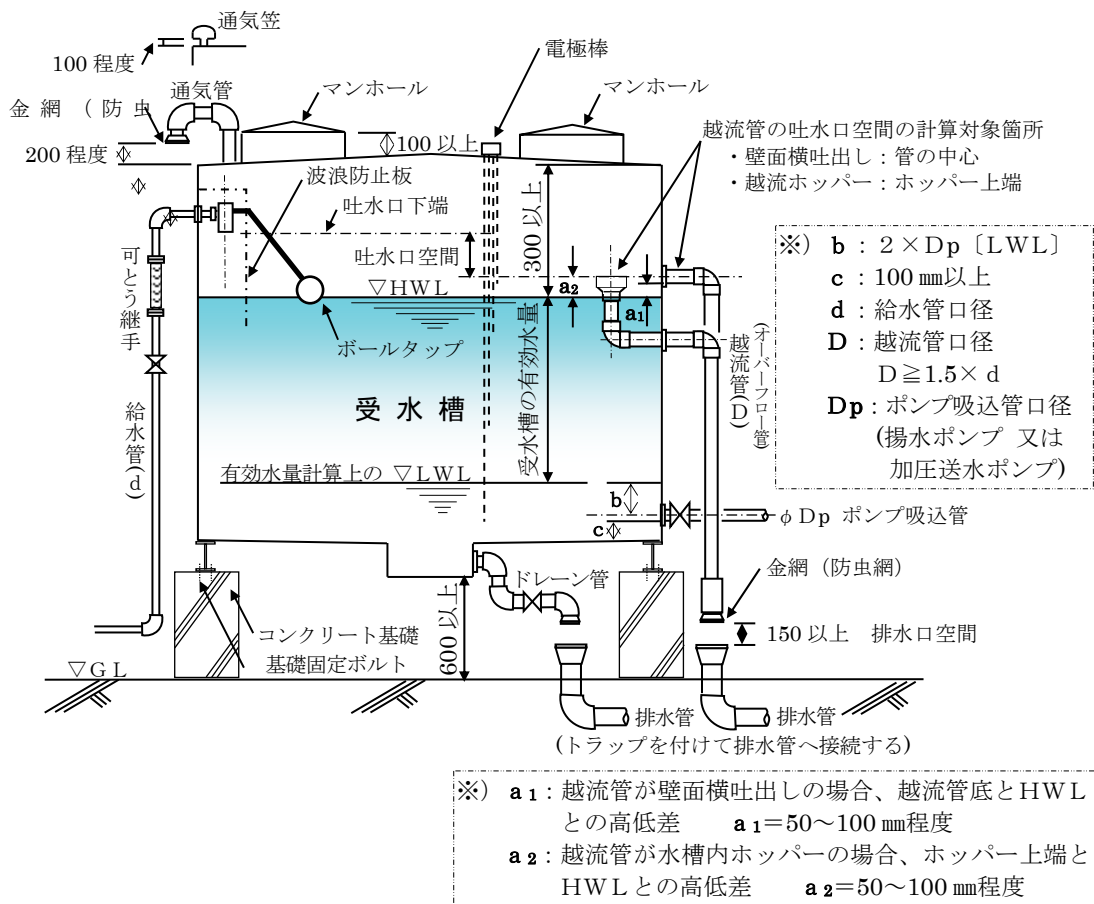 通気笠
100 程度
通気管
金 網 （ 防 虫
200 程度
マンホール
100 以上
電極棒
マンホール
越流管の吐水口空間の計算対象箇所
・壁面横吐出し：管の中心
・越流ホッパー：ホッパー上端
波浪防止板
吐水口下端
吐水口空間
300 以上
▽HWL
a₂
a₁
ボールタップ
可とう継手
給水管(d)
受 水 槽
受水槽の有効水量
越流管(D)
(オーバーフロー管)
※） b：２×Dp〔LWL〕
c：100 ㎜以上
d：給水管口径
D：越流管口径
D≧1.5×ｄ
Dp：ポンプ吸込管口径
(揚水ポンプ 又は
加圧送水ポンプ)
有効水量計算上の ▽LWL
b
c
φDp ポンプ吸込管
ドレーン管
金網（防虫網）
150 以上 排水口空間
600 以上
コンクリート基礎
基礎固定ボルト
▽GL
排水管
排水管
(トラップを付けて排水管へ接続する)
※） a₁：越流管が壁面横吐出しの場合、越流管底とHWL
との高低差 a₁＝50～100 ㎜程度
a₂：越流管が水槽内ホッパーの場合、ホッパー上端と
HWLとの高低差 a₂＝50～100 ㎜程度